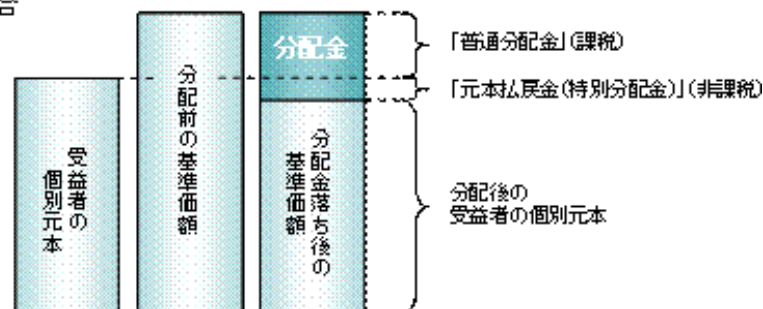 合
分配金
「普通分配金」(課税)
「元本払戻金(特別分配金)」(非課税)
受益者の
個別元本
分配前の基準価額
分配金落ち後の
基準価額
分配後の
受益者の個別元本